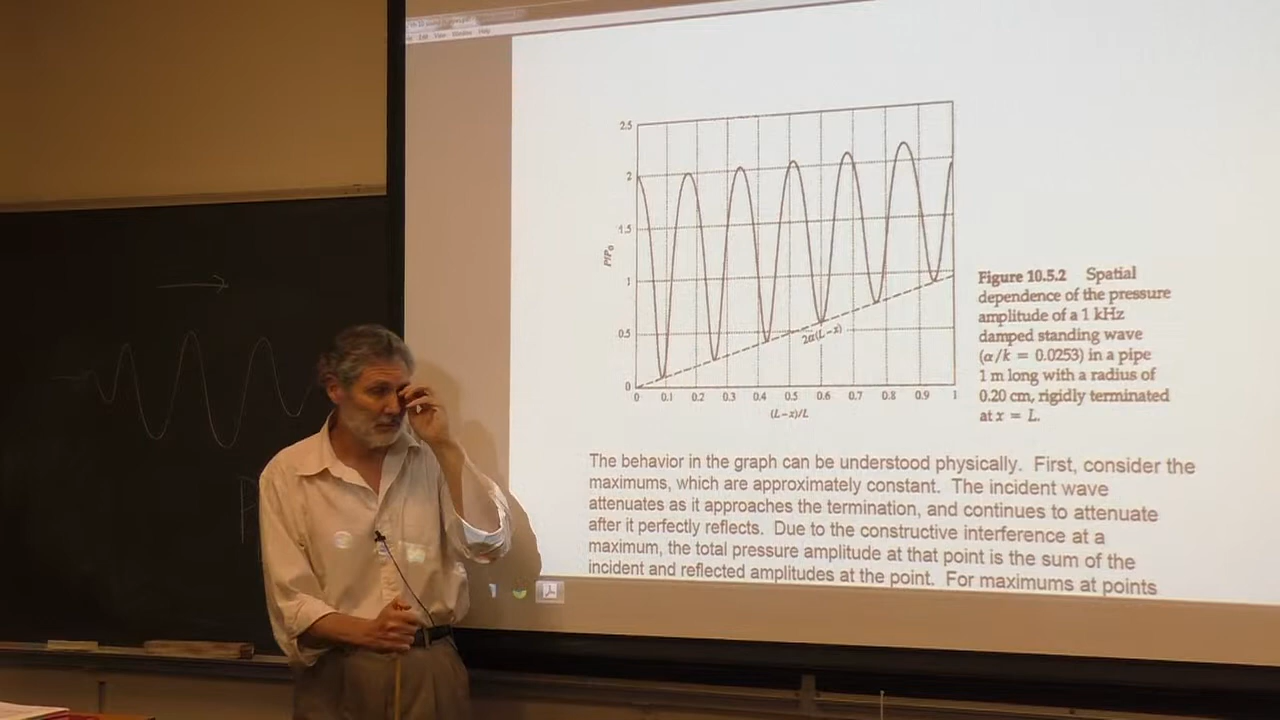 Edit View Window Help
2.5
2
1.5
1
0.5
0
P/P₀
2α(L−x)
0 0.1 0.2 0.3 0.4 0.5 0.6 0.7 0.8 0.9 1
(L−x)/L
Figure 10.5.2 Spatial
dependence of the pressure
amplitude of a 1 kHz
damped standing wave
(α/k = 0.0253) in a pipe
1 m long with a radius of
0.20 cm, rigidly terminated
at x = L.
The behavior in the graph can be understood physically. First, consider the
maximums, which are approximately constant. The incident wave
attenuates as it approaches the termination, and continues to attenuate
after it perfectly reflects. Due to the constructive interference at a
maximum, the total pressure amplitude at that point is the sum of the
incident and reflected amplitudes at the point. For maximums at points